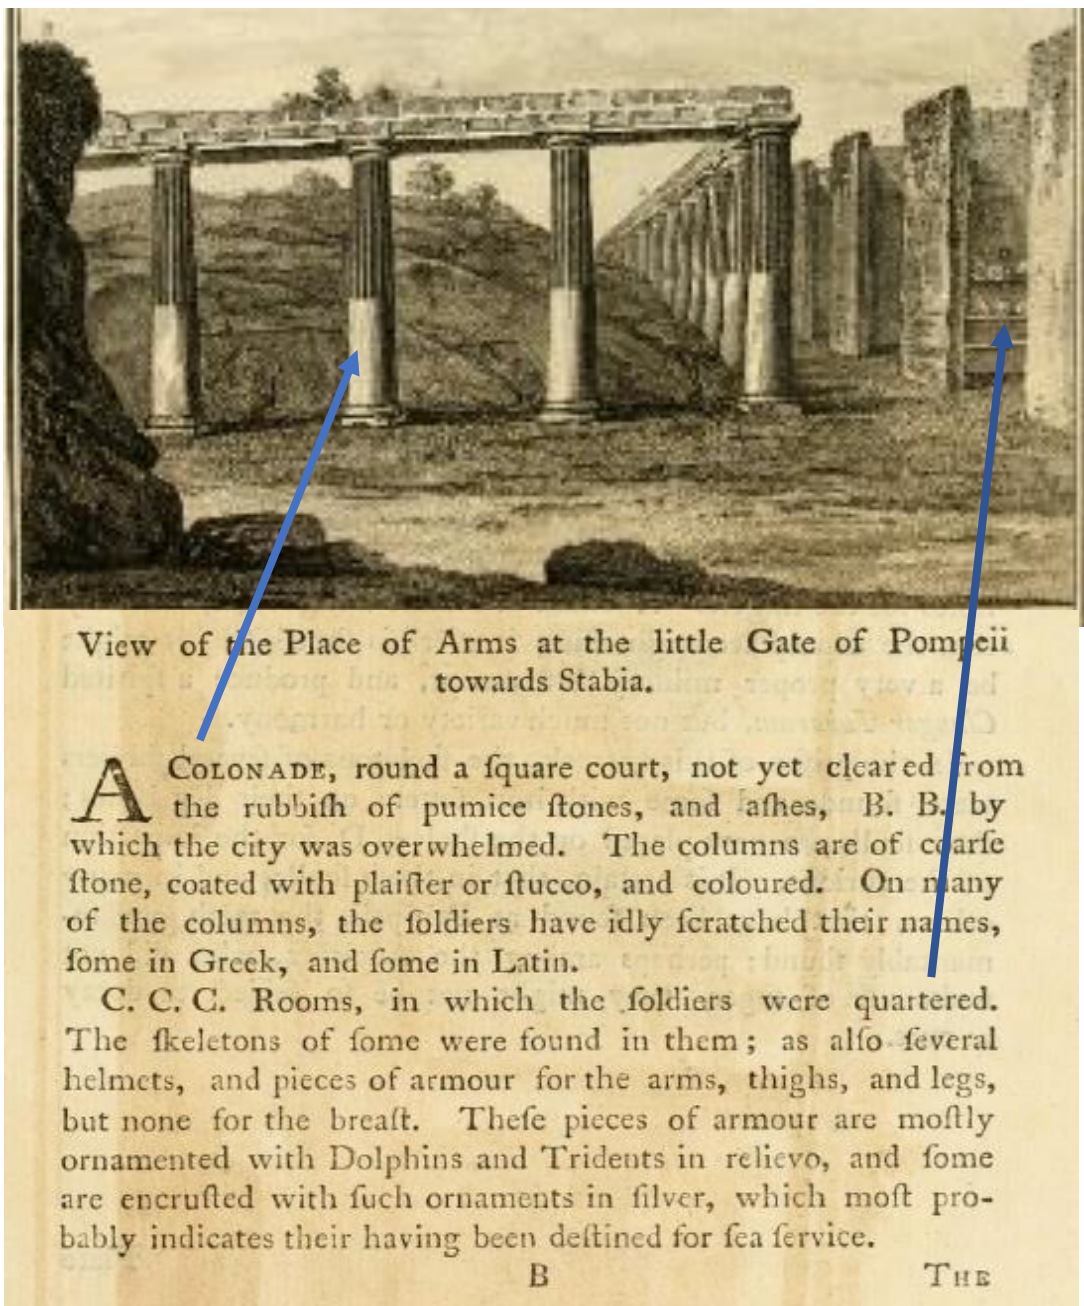 View of the Place of Arms at the little Gate of Pompeii
towards Stabia.
A COLONADE, round a ſquare court, not yet cleared from
the rubbiſh of pumice ſtones, and aſhes, B. B. by
which the city was overwhelmed. The columns are of coarſe
ſtone, coated with plaiſter or ſtucco, and coloured. On many
of the columns, the ſoldiers have idly ſcratched their names,
ſome in Greek, and ſome in Latin.
C. C. C. Rooms, in which the ſoldiers were quartered.
The ſkeletons of ſome were found in them; as alſo ſeveral
helmets, and pieces of armour for the arms, thighs, and legs,
but none for the breaſt. Theſe pieces of armour are moſtly
ornamented with Dolphins and Tridents in relievo, and ſome
are encruſted with ſuch ornaments in ſilver, which moſt pro-
bably indicates their having been deſtined for ſea ſervice.
B THE